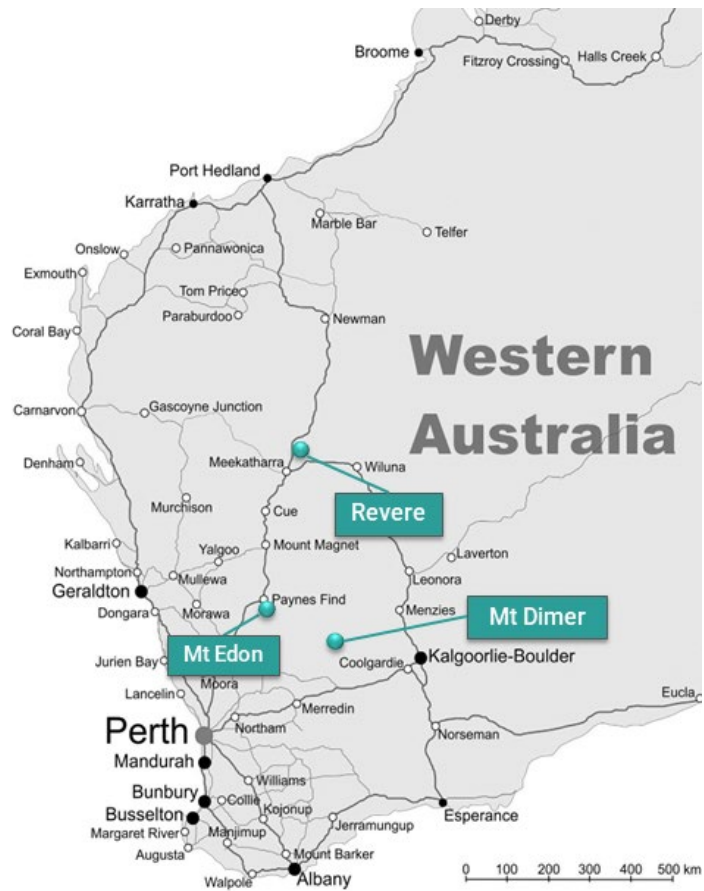 Derby
Broome
Fitzroy Crossing
Halls Creek
Port Hedland
Karratha
Marble Bar
Telfer
Onslow
Pannawonica
Exmouth
Tom Price
Paraburdoo
Newman
Coral Bay
Western
Australia
Carnarvon
Gascoyne Junction
Denham
Meekatharra
Wiluna
Revere
Murchison
Cue
Kalbarri
Yalgoo
Mount Magnet
Laverton
Northampton
Mullewa
Leonora
Geraldton
Paynes Find
Dongara
Morawa
Menzies
Mt Dimer
Mt Edon
Jurien Bay
Coolgardie
Kalgoorlie-Boulder
Moora
Lancelin
Merredin
Eucla
Perth
Northam
Norseman
Mandurah
Williams
Bunbury
Collie
Busselton
Kojonup
Esperance
Margaret River
Manjimup
Jerramungup
Augusta
Mount Barker
Walpole
Albany
0 100 200 300 400 500 km